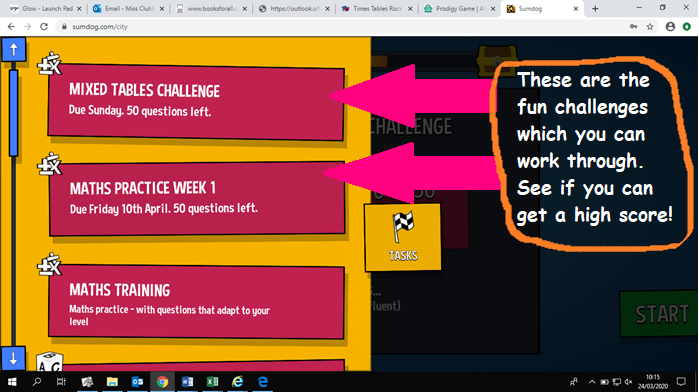 Glow - Launch Pad
Email - Miss Clubb
www.booksforall.
https://outlook.of
Times Tables Rock
Prodigy Game | Al
Sumdog
sumdog.com/city
MIXED TABLES CHALLENGE
Due Sunday. 50 questions left.
MATHS PRACTICE WEEK 1
Due Friday 10th April. 50 questions left.
MATHS TRAINING
Maths practice - with questions that adapt to your
level
A C
CHALLENGE
TASKS
fluent)
START
These are the
fun challenges
which you can
work through.
See if you can
get a high score!
10:15
24/03/2020